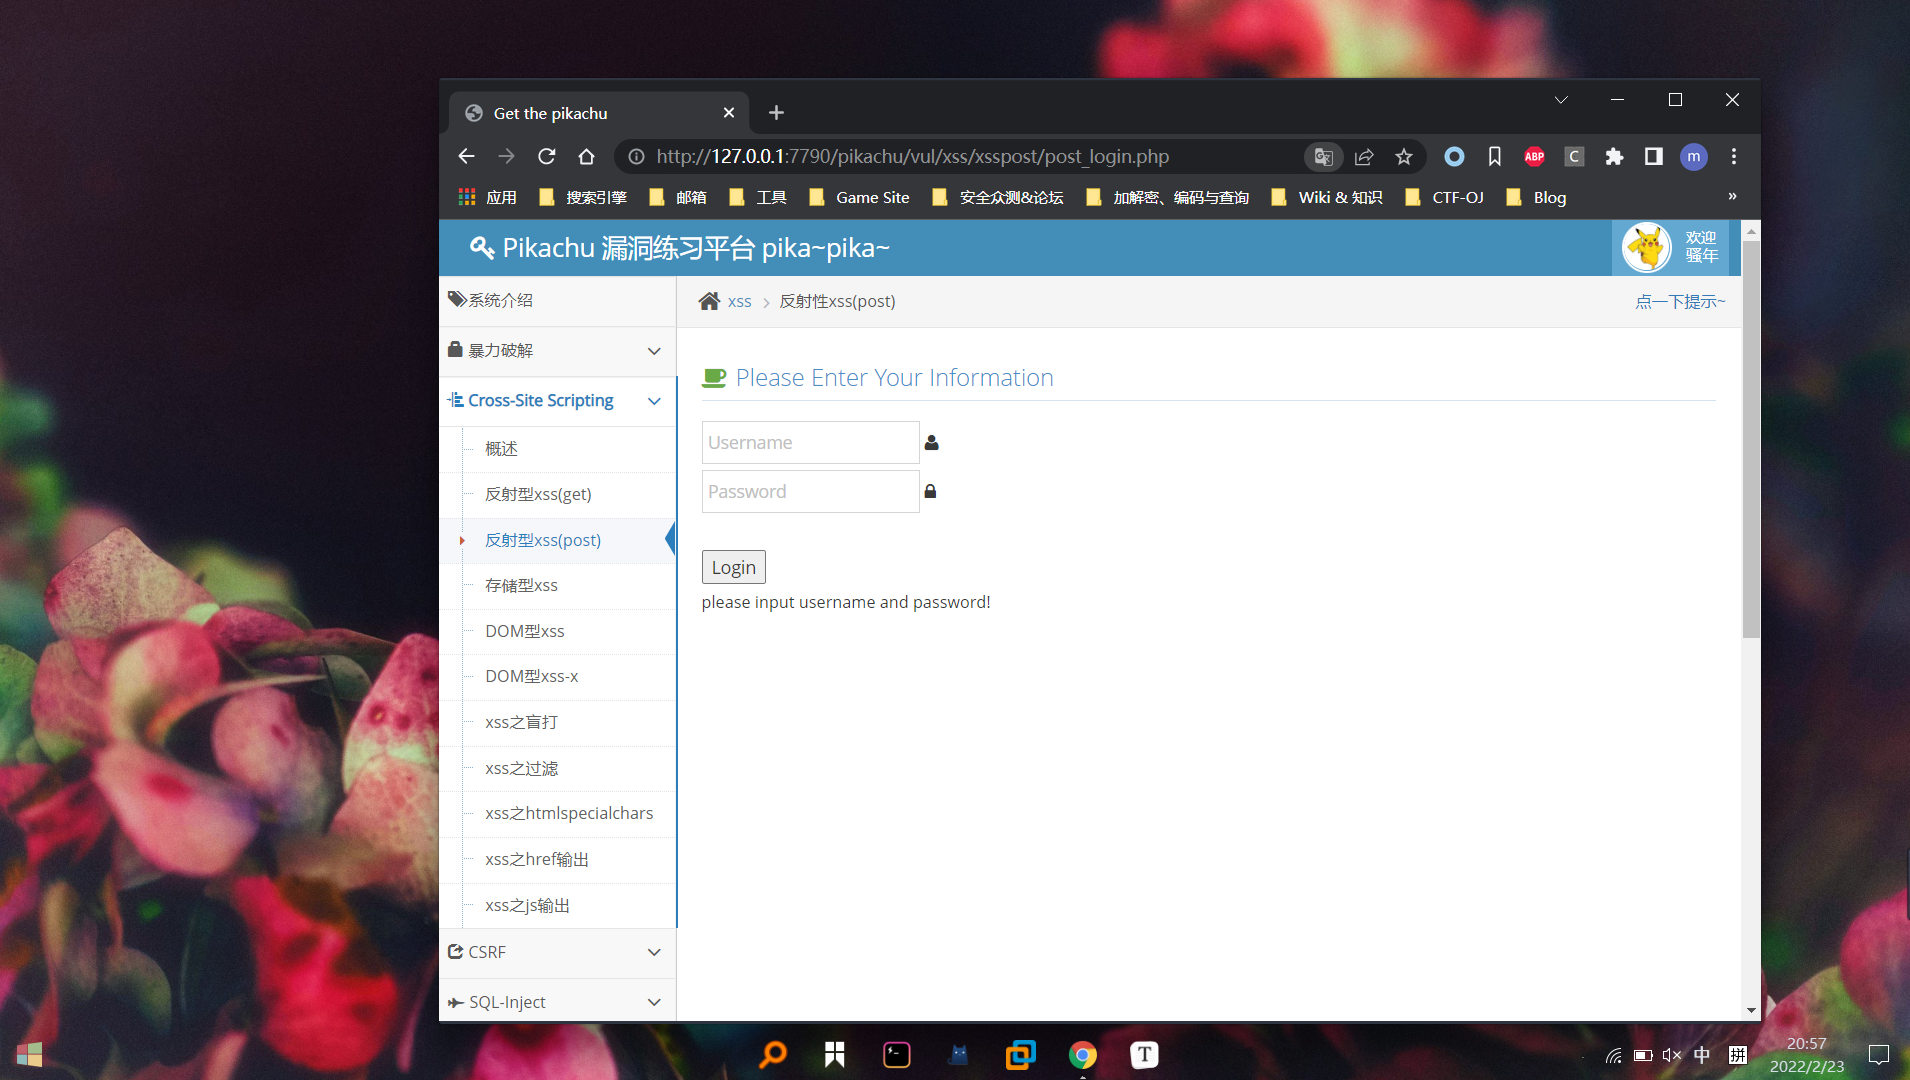 Get the pikachu
http://127.0.0.1:7790/pikachu/vul/xss/xsspost/post_login.php
ABP
C
m
应用
搜索引擎
邮箱
工具
Game Site
安全众测&论坛
加解密、编码与查询
Wiki & 知识
CTF-OJ
Blog
»
Pikachu 漏洞练习平台 pika~pika~
欢迎
骚年
系统介绍
暴力破解
Cross-Site Scripting
概述
反射型xss(get)
反射型xss(post)
存储型xss
DOM型xss
DOM型xss-x
xss之盲打
xss之过滤
xss之htmlspecialchars
xss之href输出
xss之js输出
CSRF
SQL-Inject
xss > 反射性xss(post)
点一下提示~
Please Enter Your Information
Username
Password
Login
please input username and password!
T
中
拼
20:57
2022/2/23